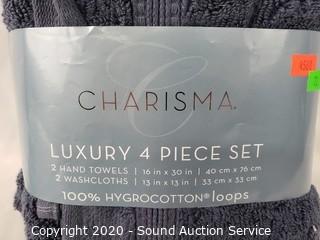 CHARISMA.
LUXURY 4 PIECE SET
2 HAND TOWELS | 16 in x 30 in | 40 cm x 76 cm
2 WASHCLOTHS | 13 in x 13 in | 33 cm x 33 cm
100% HYGROCOTTON® loops
Copyright 2020 - Sound Auction Service